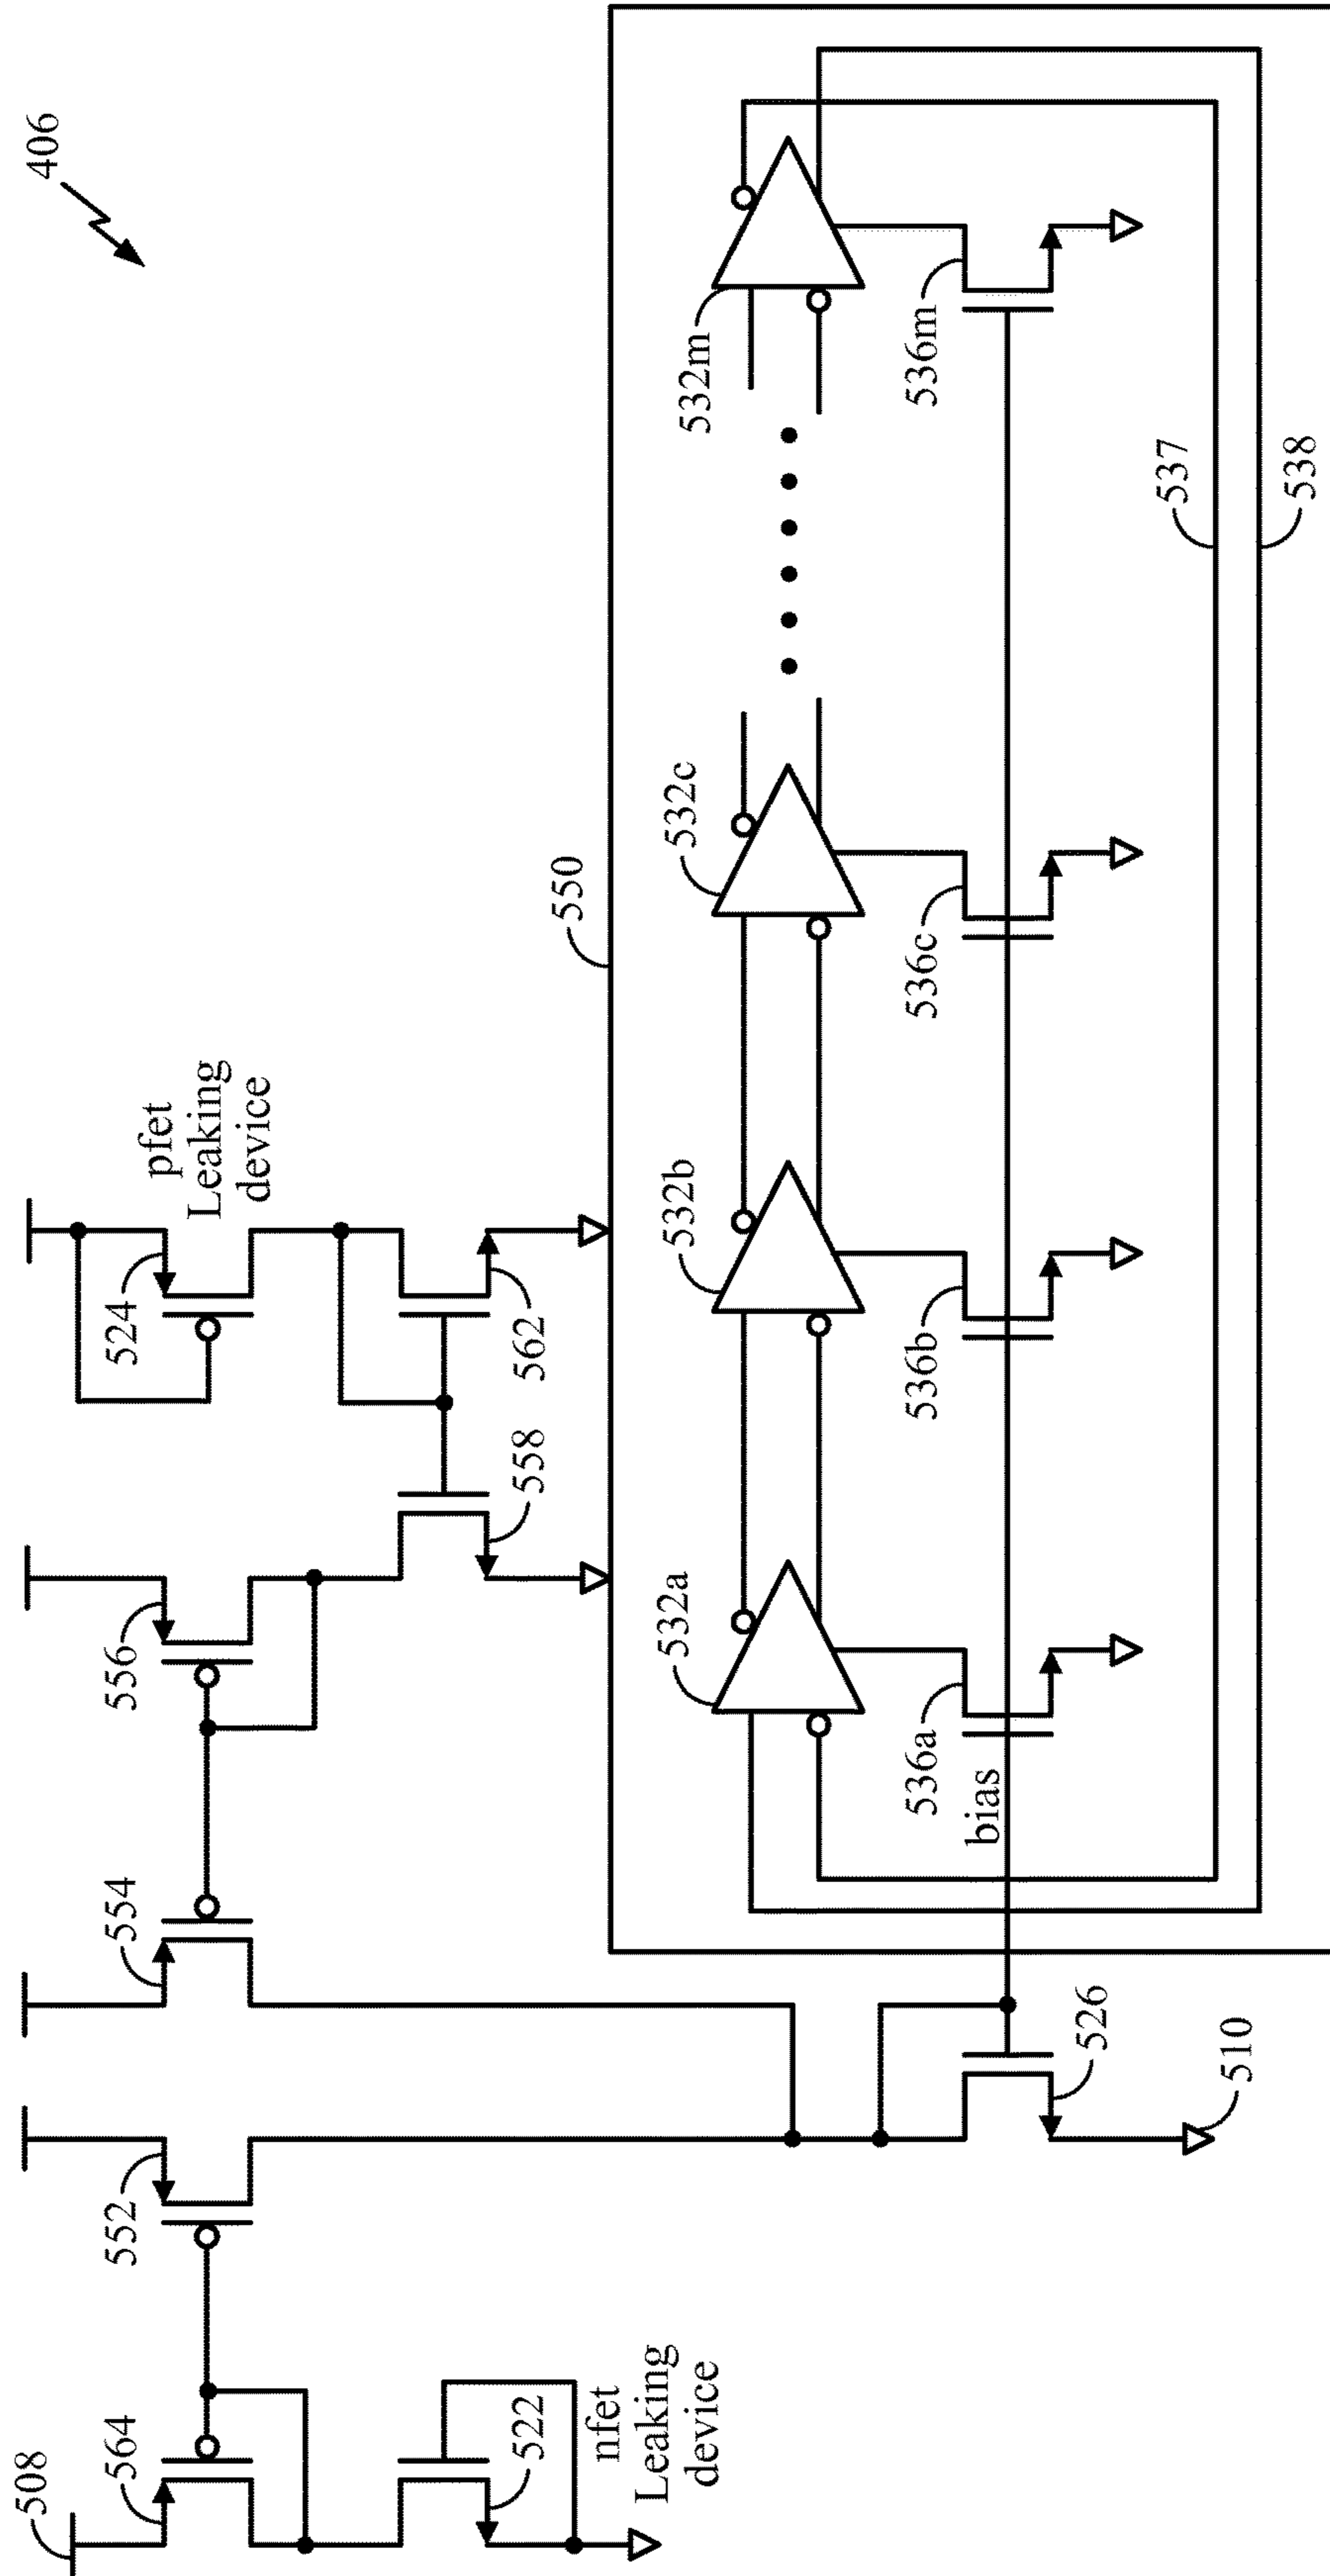 406
508
564
552
554
556
524
pfet
Leaking
device
522
nfet
Leaking
device
558
562
550
532a
532b
532c
532m
536a
536b
536c
536m
bias
526
510
537
538